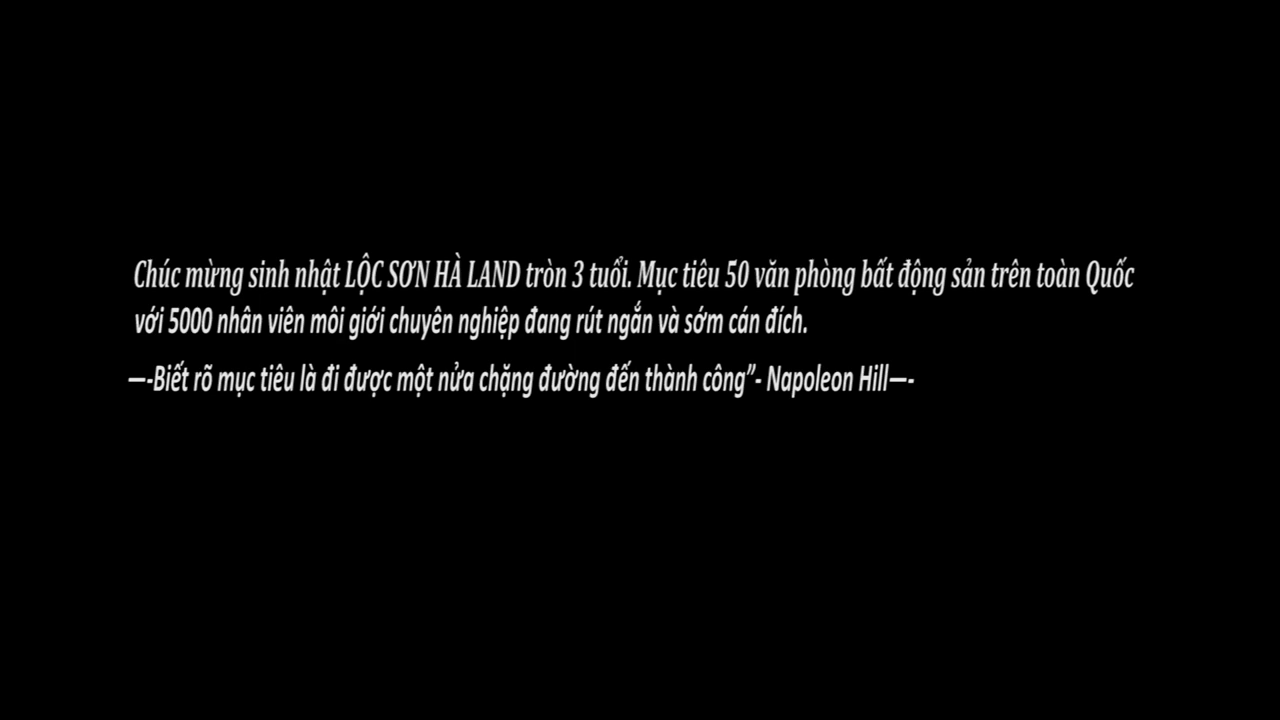 Chúc mừng sinh nhật LỘC SƠN HÀ LAND tròn 3 tuổi. Mục tiêu 50 văn phòng bất động sản trên toàn Quốc
với 5000 nhân viên môi giới chuyên nghiệp đang rút ngắn và sớm cán đích.
—-Biết rõ mục tiêu là đi được một nửa chặng đường đến thành công”- Napoleon Hill—-